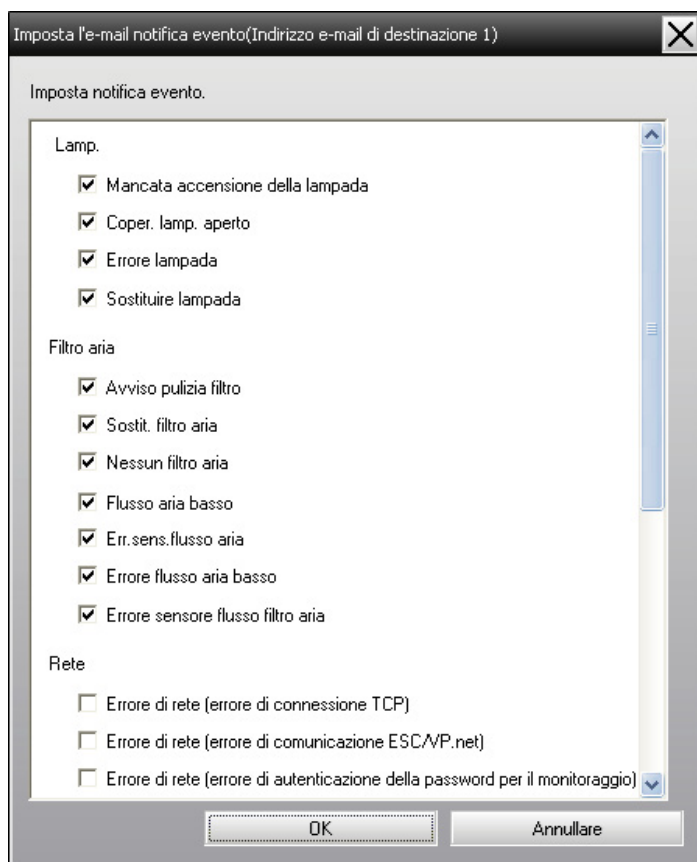 Imposta l'e-mail notifica evento(Indirizzo e-mail di destinazione 1)
Imposta notifica evento.
Lamp.
Mancata accensione della lampada
Coper. lamp. aperto
Errore lampada
Sostituire lampada
Filtro aria
Avviso pulizia filtro
Sostit. filtro aria
Nessun filtro aria
Flusso aria basso
Err.sens.flusso aria
Errore flusso aria basso
Errore sensore flusso filtro aria
Rete
Errore di rete (errore di connessione TCP)
Errore di rete (errore di comunicazione ESC/VP.net)
Errore di rete (errore di autenticazione della password per il monitoraggio)
OK
Annullare